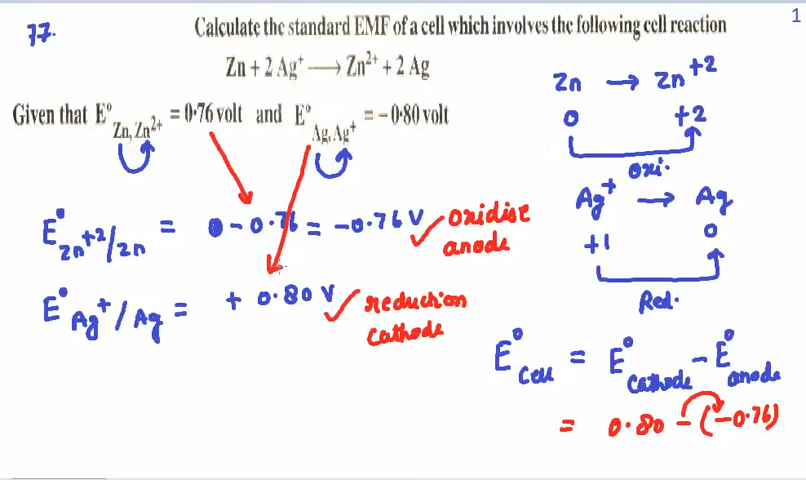 1
77.
Calculate the standard EMF of a cell which involves the following cell reaction
Zn + 2 Ag⁺ ⟶ Zn²⁺ + 2 Ag
Given that E° Zn, Zn²⁺ = 0·76 volt and E° Ag, Ag⁺ = −0·80 volt
Zn → Zn⁺²
0 +2
Oxi.
Ag⁺ → Ag
+1 0
Red.
E° Zn⁺²/Zn = 0 − 0.76 = −0.76 V oxidise
anode
E° Ag⁺/Ag = + 0.80 V reduction
cathode
E° Cell = E° Cathode − E° anode
= 0.80 − (−0.76)